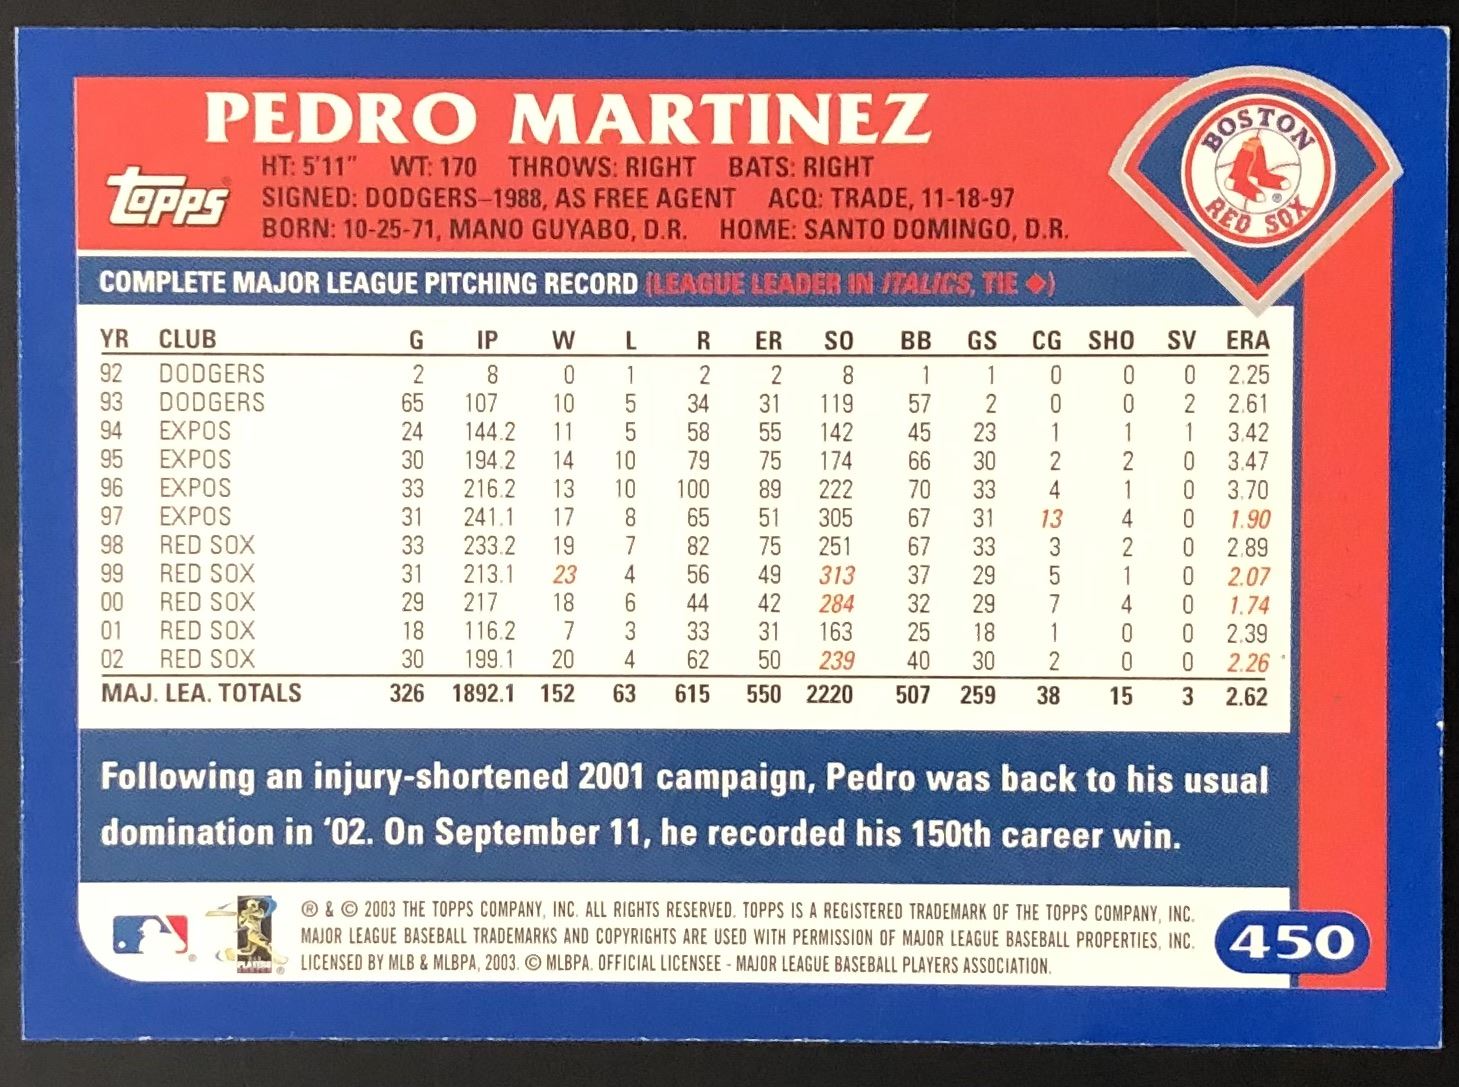 PEDRO MARTINEZ
topps
HT: 5'11" WT: 170 THROWS: RIGHT BATS: RIGHT
SIGNED: DODGERS–1988, AS FREE AGENT ACQ: TRADE, 11-18-97
BORN: 10-25-71, MANO GUYABO, D.R. HOME: SANTO DOMINGO, D.R.
BOSTON
RED SOX
COMPLETE MAJOR LEAGUE PITCHING RECORD (LEAGUE LEADER IN ITALICS, TIE ◆)
YR CLUB G IP W L R ER SO BB GS CG SHO SV ERA
92 DODGERS 2 8 0 1 2 2 8 1 1 0 0 0 2.25
93 DODGERS 65 107 10 5 34 31 119 57 2 0 0 2 2.61
94 EXPOS 24 144.2 11 5 58 55 142 45 23 1 1 1 3.42
95 EXPOS 30 194.2 14 10 79 75 174 66 30 2 2 0 3.47
96 EXPOS 33 216.2 13 10 100 89 222 70 33 4 1 0 3.70
97 EXPOS 31 241.1 17 8 65 51 305 67 31 13 4 0 1.90
98 RED SOX 33 233.2 19 7 82 75 251 67 33 3 2 0 2.89
99 RED SOX 31 213.1 23 4 56 49 313 37 29 5 1 0 2.07
00 RED SOX 29 217 18 6 44 42 284 32 29 7 4 0 1.74
01 RED SOX 18 116.2 7 3 33 31 163 25 18 1 0 0 2.39
02 RED SOX 30 199.1 20 4 62 50 239 40 30 2 0 0 2.26
MAJ. LEA. TOTALS 326 1892.1 152 63 615 550 2220 507 259 38 15 3 2.62
Following an injury-shortened 2001 campaign, Pedro was back to his usual
domination in '02. On September 11, he recorded his 150th career win.
® & © 2003 THE TOPPS COMPANY, INC. ALL RIGHTS RESERVED. TOPPS IS A REGISTERED TRADEMARK OF THE TOPPS COMPANY, INC.
MAJOR LEAGUE BASEBALL TRADEMARKS AND COPYRIGHTS ARE USED WITH PERMISSION OF MAJOR LEAGUE BASEBALL PROPERTIES, INC.
LICENSED BY MLB & MLBPA, 2003. © MLBPA. OFFICIAL LICENSEE - MAJOR LEAGUE BASEBALL PLAYERS ASSOCIATION.
450